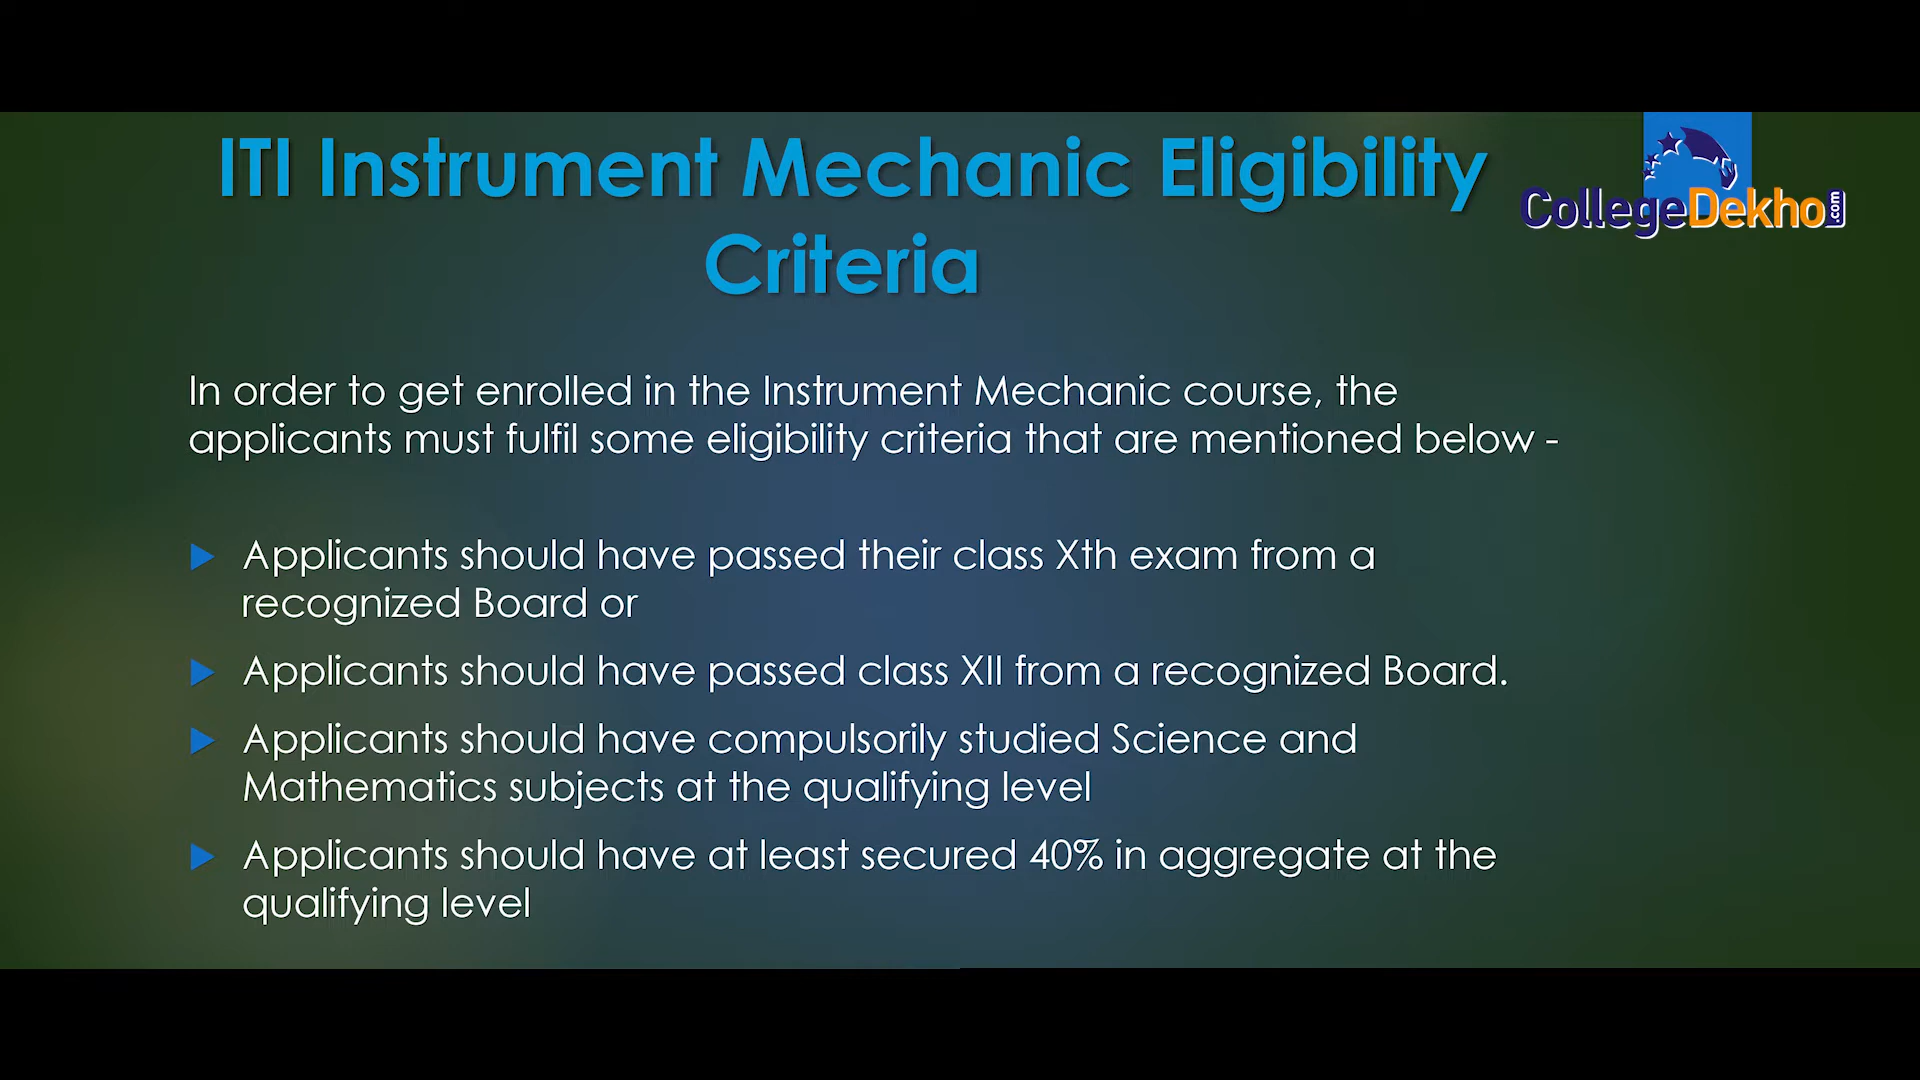 ITI Instrument Mechanic Eligibility
Criteria
CollegeDekho.com
In order to get enrolled in the Instrument Mechanic course, the
applicants must fulfil some eligibility criteria that are mentioned below -
Applicants should have passed their class Xth exam from a
recognized Board or
Applicants should have passed class XII from a recognized Board.
Applicants should have compulsorily studied Science and
Mathematics subjects at the qualifying level
Applicants should have at least secured 40% in aggregate at the
qualifying level